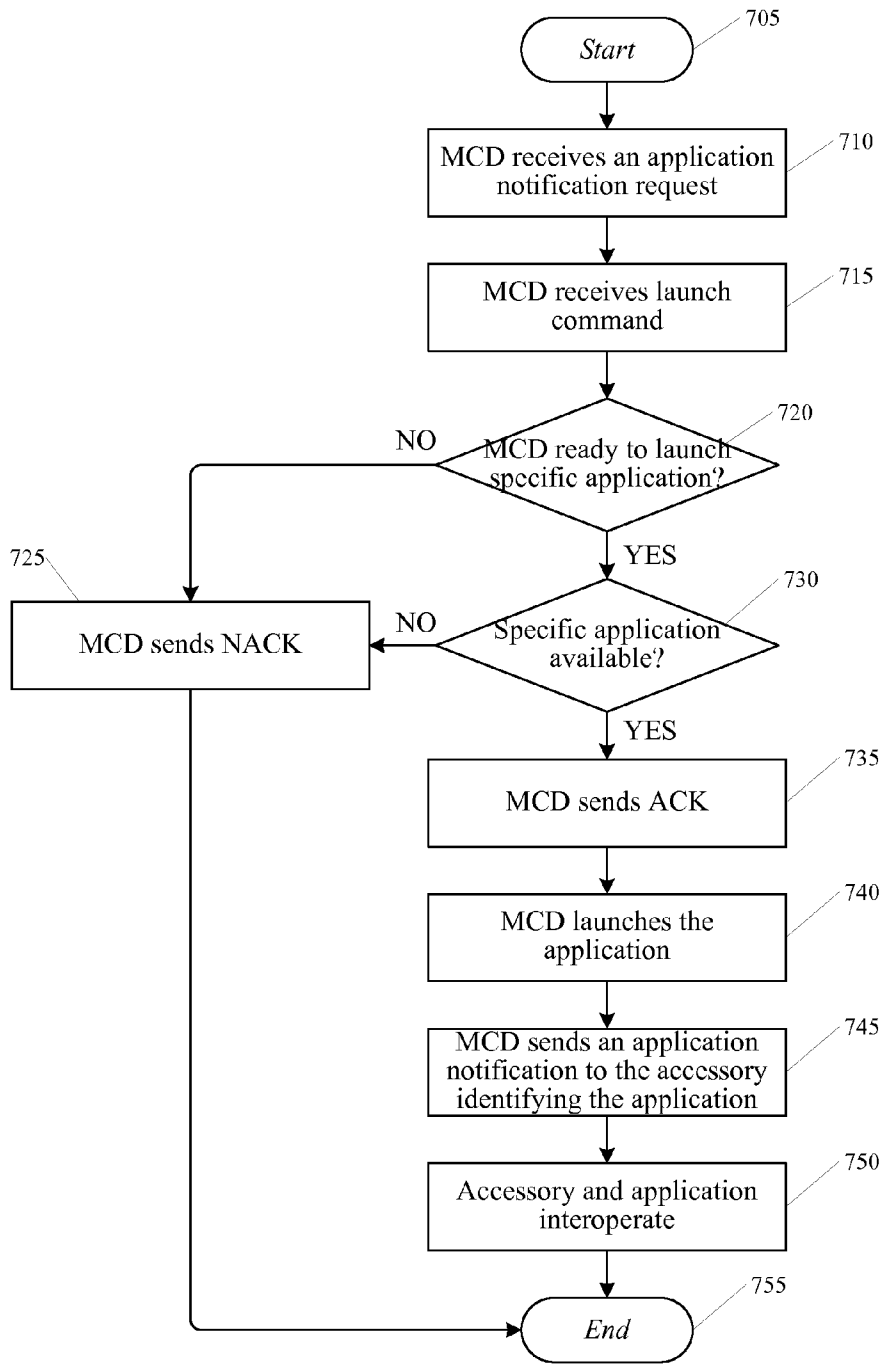 Start
705
MCD receives an application
notification request
710
MCD receives launch
command
715
MCD ready to launch
specific application?
720
NO
YES
725
MCD sends NACK
NO
Specific application
available?
730
YES
MCD sends ACK
735
MCD launches the
application
740
MCD sends an application
notification to the accessory
identifying the application
745
Accessory and application
interoperate
750
End
755